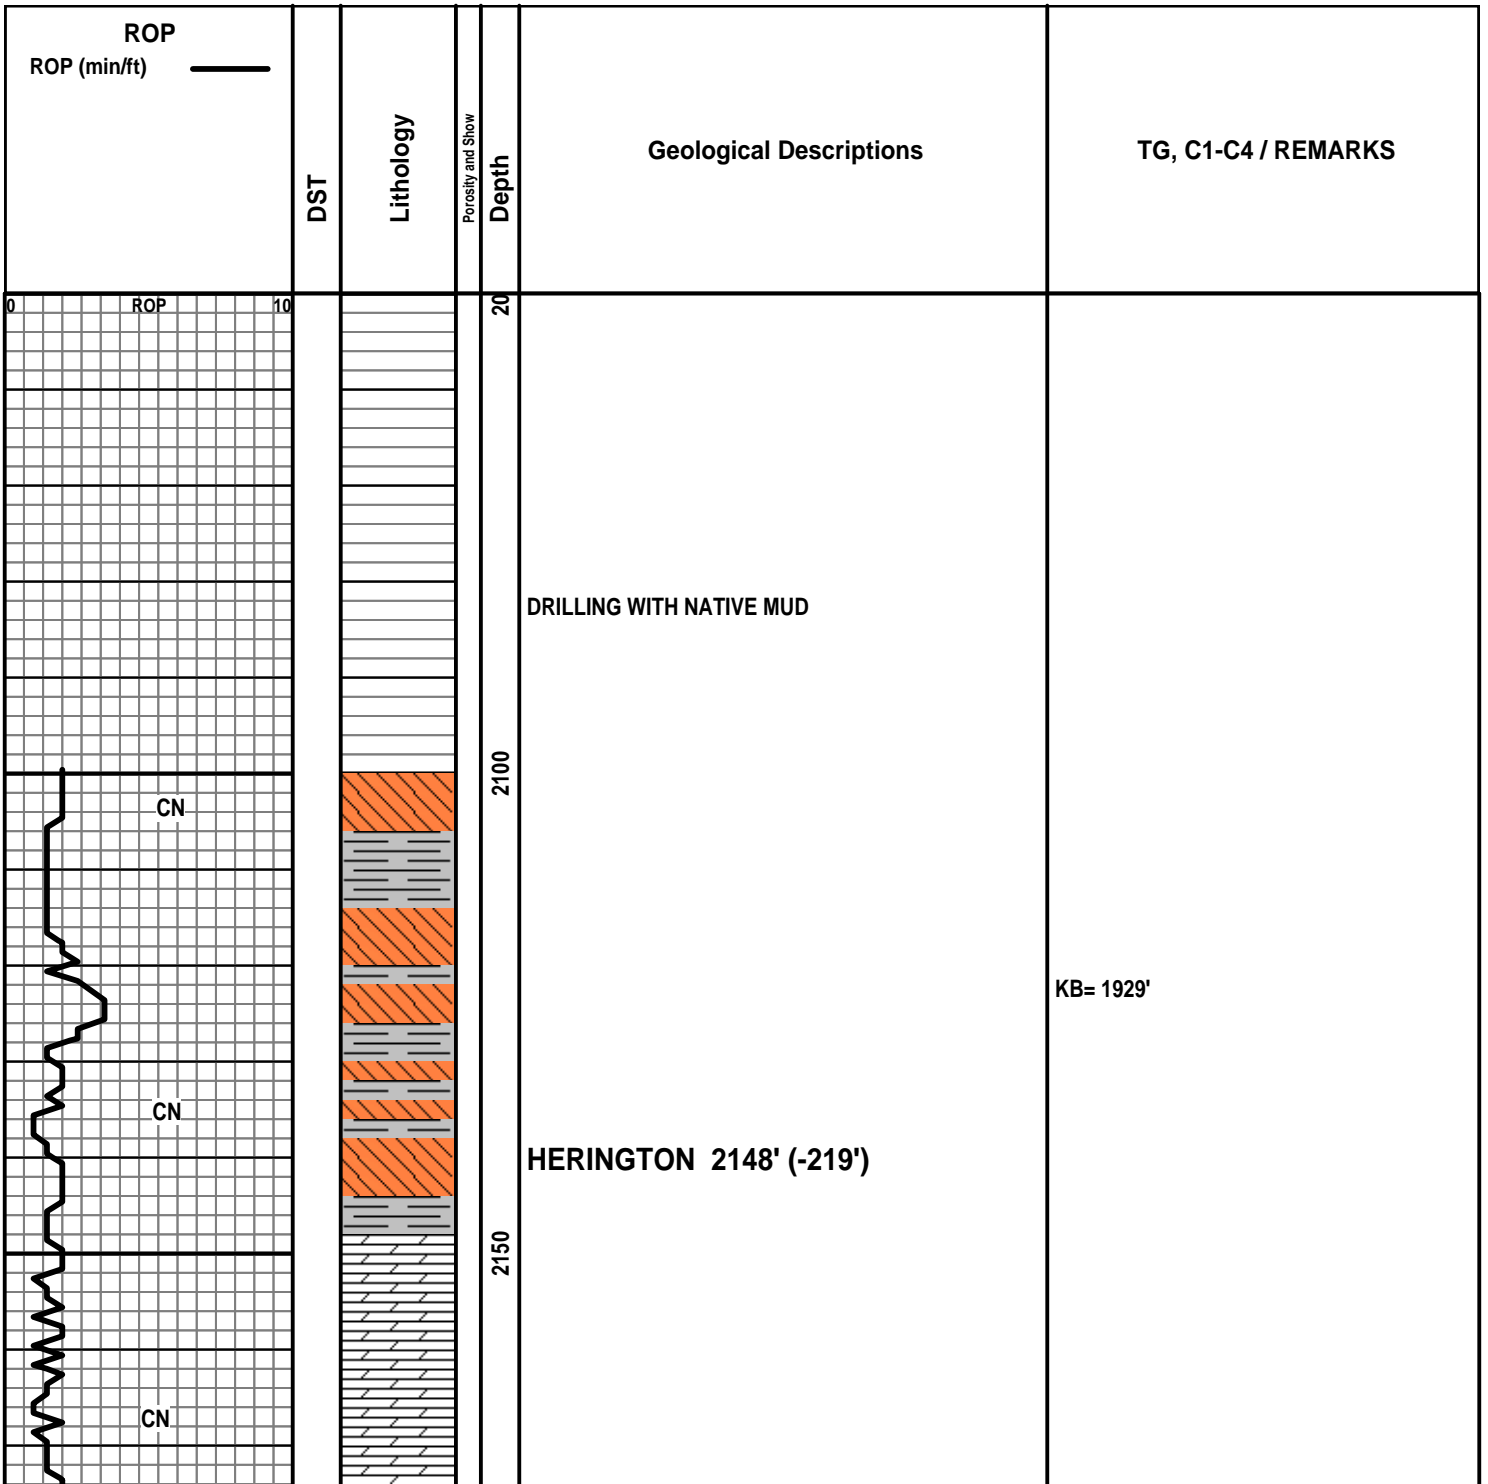 ROP
ROP (min/ft)
DST
Lithology
Porosity and Show
Depth
Geological Descriptions
TG, C1-C4 / REMARKS
0 ROP 10
20
DRILLING WITH NATIVE MUD
2100
CN
KB= 1929'
CN
HERINGTON 2148' (-219')
2150
CN